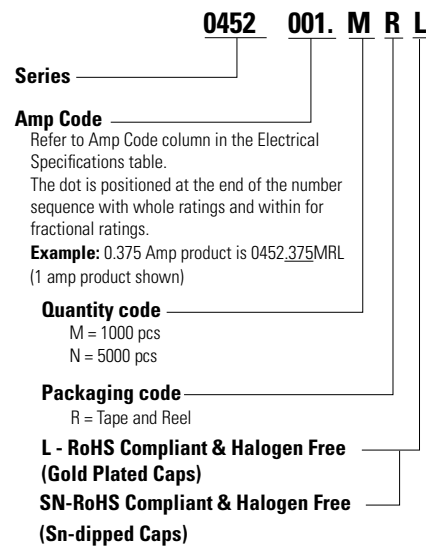 0452 001. M R L
Series
Amp Code
Refer to Amp Code column in the Electrical
Specifications table.
The dot is positioned at the end of the number
sequence with whole ratings and within for
fractional ratings.
Example: 0.375 Amp product is 0452.375MRL
(1 amp product shown)
Quantity code
M = 1000 pcs
N = 5000 pcs
Packaging code
R = Tape and Reel
L - RoHS Compliant & Halogen Free
(Gold Plated Caps)
SN-RoHS Compliant & Halogen Free
(Sn-dipped Caps)